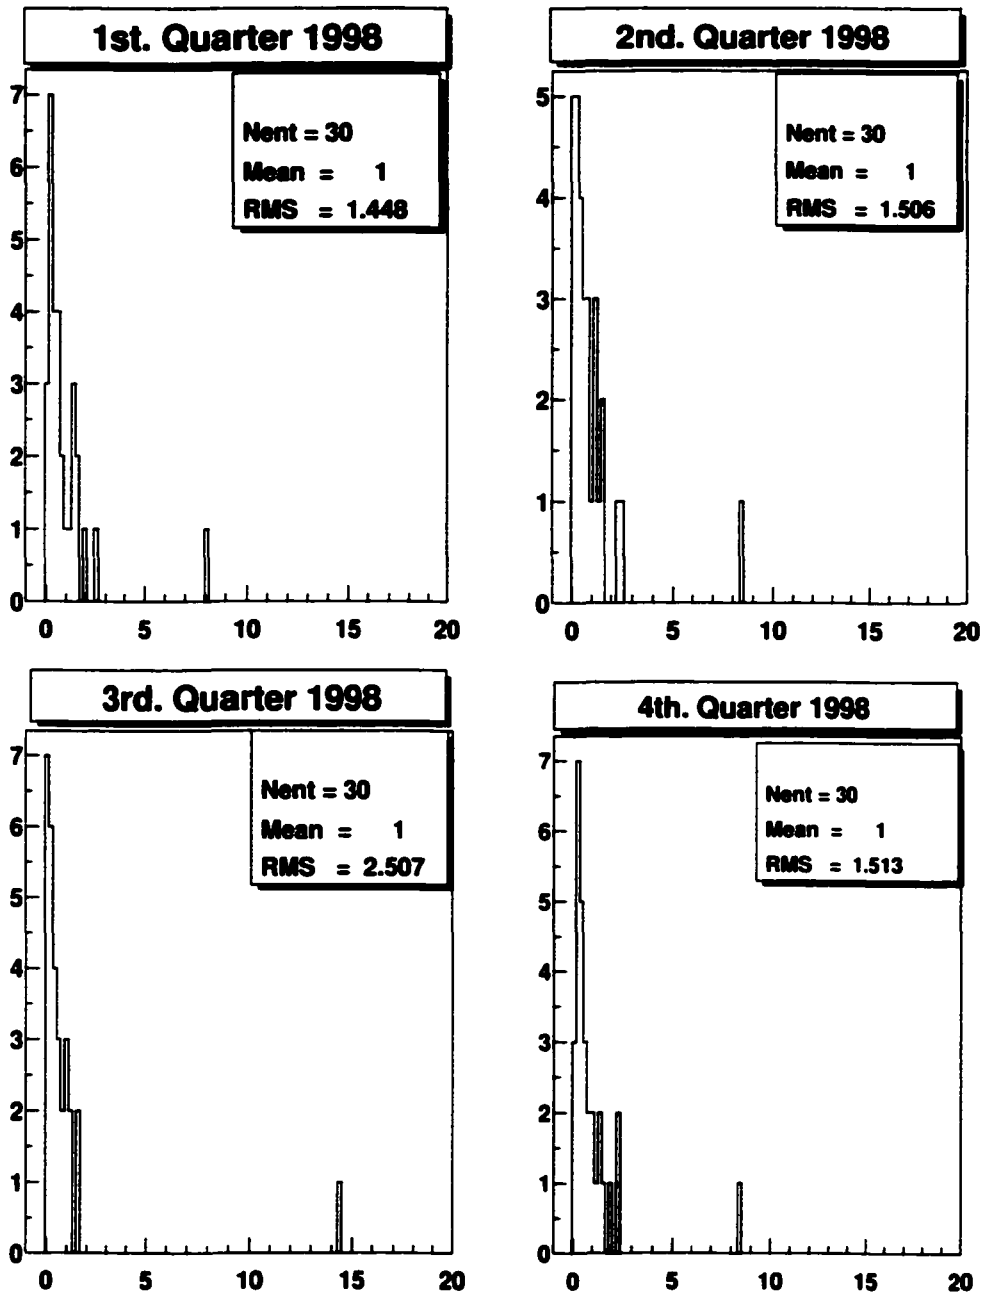 1st. Quarter 1998
Nent = 30
Mean = 1
RMS = 1.448
7
6
5
4
3
2
1
0
0 5 10 15 20
2nd. Quarter 1998
Nent = 30
Mean = 1
RMS = 1.506
5
4
3
2
1
0
0 5 10 15 20
3rd. Quarter 1998
Nent = 30
Mean = 1
RMS = 2.507
7
6
5
4
3
2
1
0
0 5 10 15 20
4th. Quarter 1998
Nent = 30
Mean = 1
RMS = 1.513
7
6
5
4
3
2
1
0
0 5 10 15 20